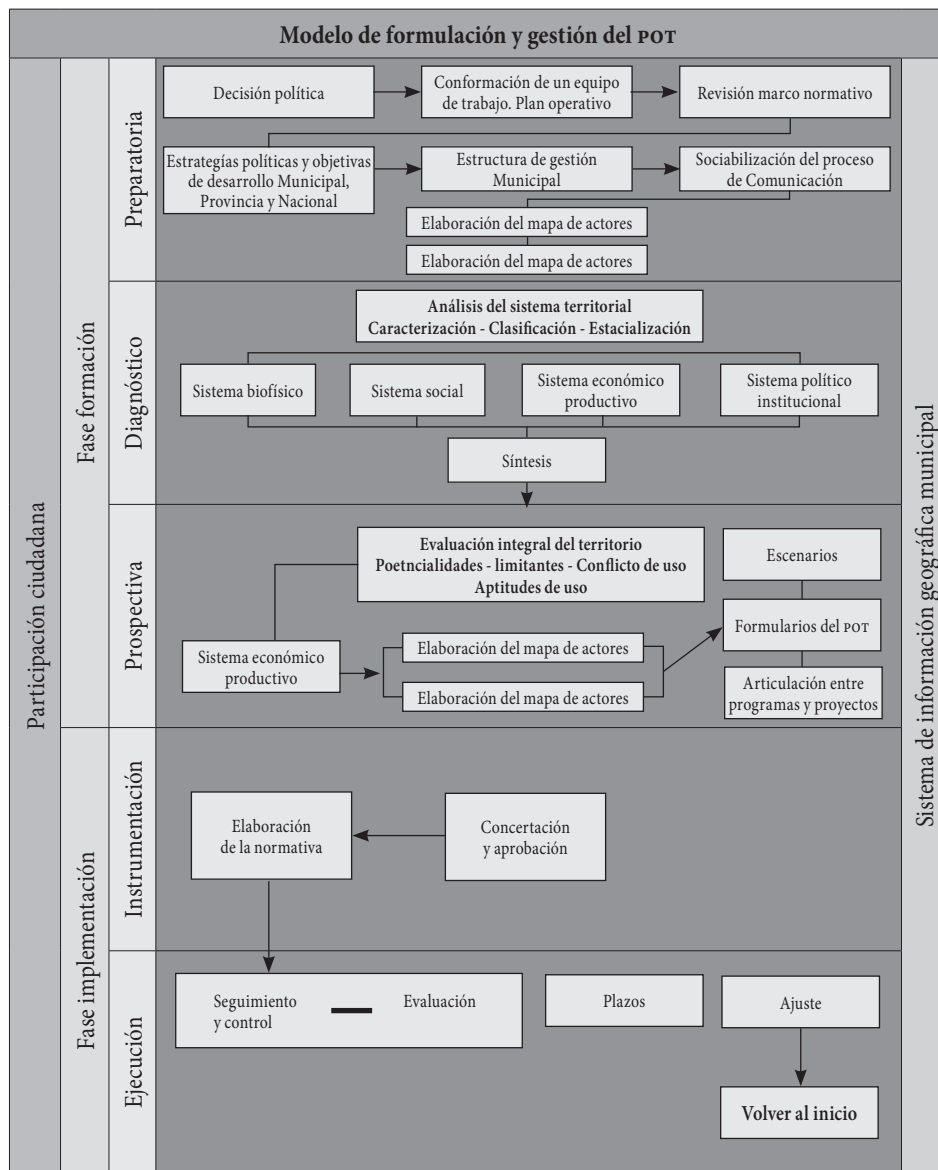 Modelo de formulación y gestión del POT
Participación ciudadana
Fase formación
Preparatoria
Decisión política
Conformación de un equipo
de trabajo. Plan operativo
Revisión marco normativo
Estrategías políticas y objetivas
de desarrollo Municipal,
Provincia y Nacional
Estructura de gestión
Municipal
Sociabilización del proceso
de Comunicación
Elaboración del mapa de actores
Elaboración del mapa de actores
Diagnóstico
Análisis del sistema territorial
Caracterización - Clasificación - Estacialización
Sistema biofísico
Sistema social
Sistema económico
productivo
Sistema político
institucional
Síntesis
Prospectiva
Evaluación integral del territorio
Poetncialidades - limitantes - Conflicto de uso
Aptitudes de uso
Escenarios
Formularios del POT
Articulación entre
programas y proyectos
Sistema económico
productivo
Elaboración del mapa de actores
Elaboración del mapa de actores
Fase implementación
Instrumentación
Elaboración
de la normativa
Concertación
y aprobación
Ejecución
Seguimiento
y control
Evaluación
Plazos
Ajuste
Volver al inicio
Sistema de información geográfica municipal